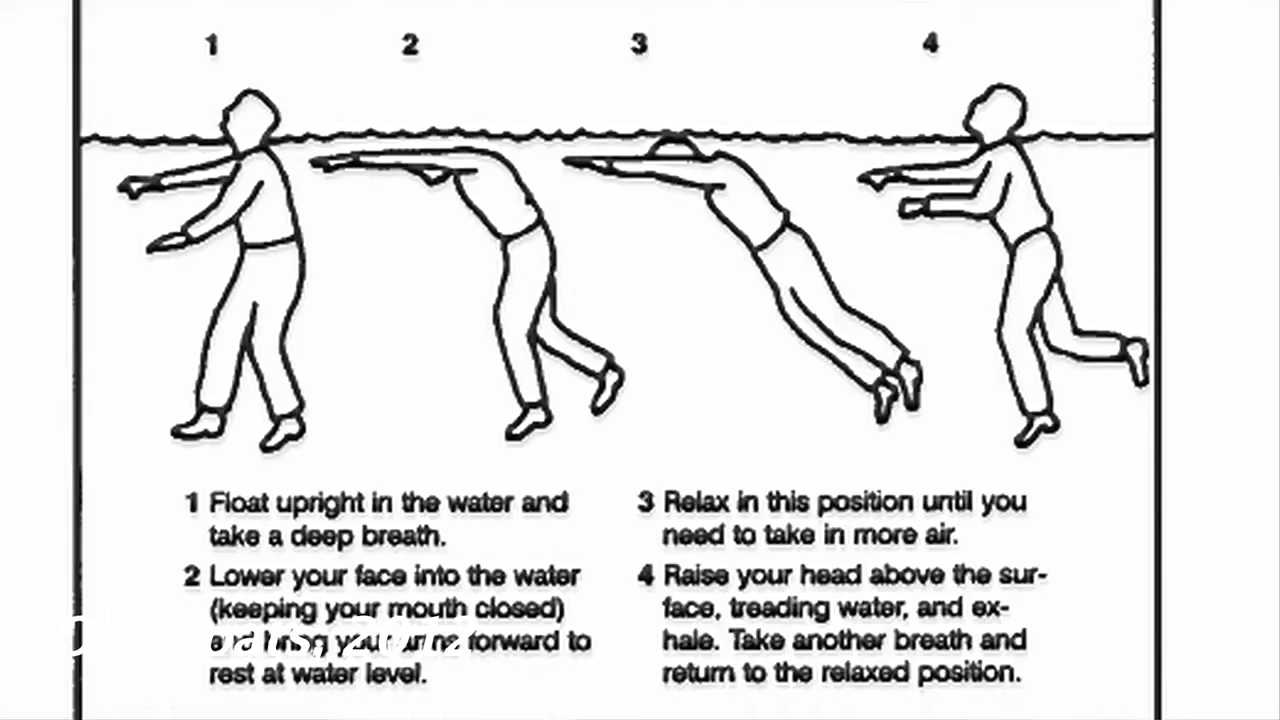 1 2 3 4
1 Float upright in the water and
take a deep breath.
2 Lower your face into the water
(keeping your mouth closed)
forward to
rest at water level.
3 Relax in this position until you
need to take in more air.
4 Raise your head above the sur-
face, treading water, and ex-
hale. Take another breath and
return to the relaxed position.
2012